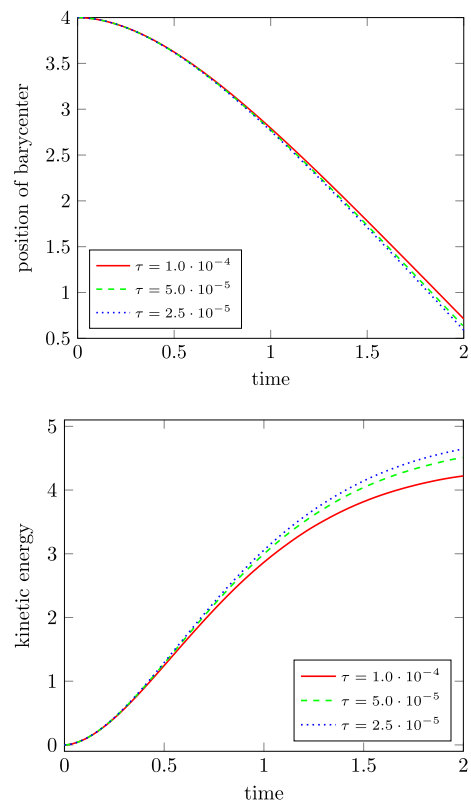 4
3.5
3
2.5
2
1.5
1
0.5
position of barycenter
τ = 1.0 · 10⁻⁴
τ = 5.0 · 10⁻⁵
τ = 2.5 · 10⁻⁵
0 0.5 1 1.5 2
time
5
4
3
2
1
0
kinetic energy
τ = 1.0 · 10⁻⁴
τ = 5.0 · 10⁻⁵
τ = 2.5 · 10⁻⁵
0 0.5 1 1.5 2
time